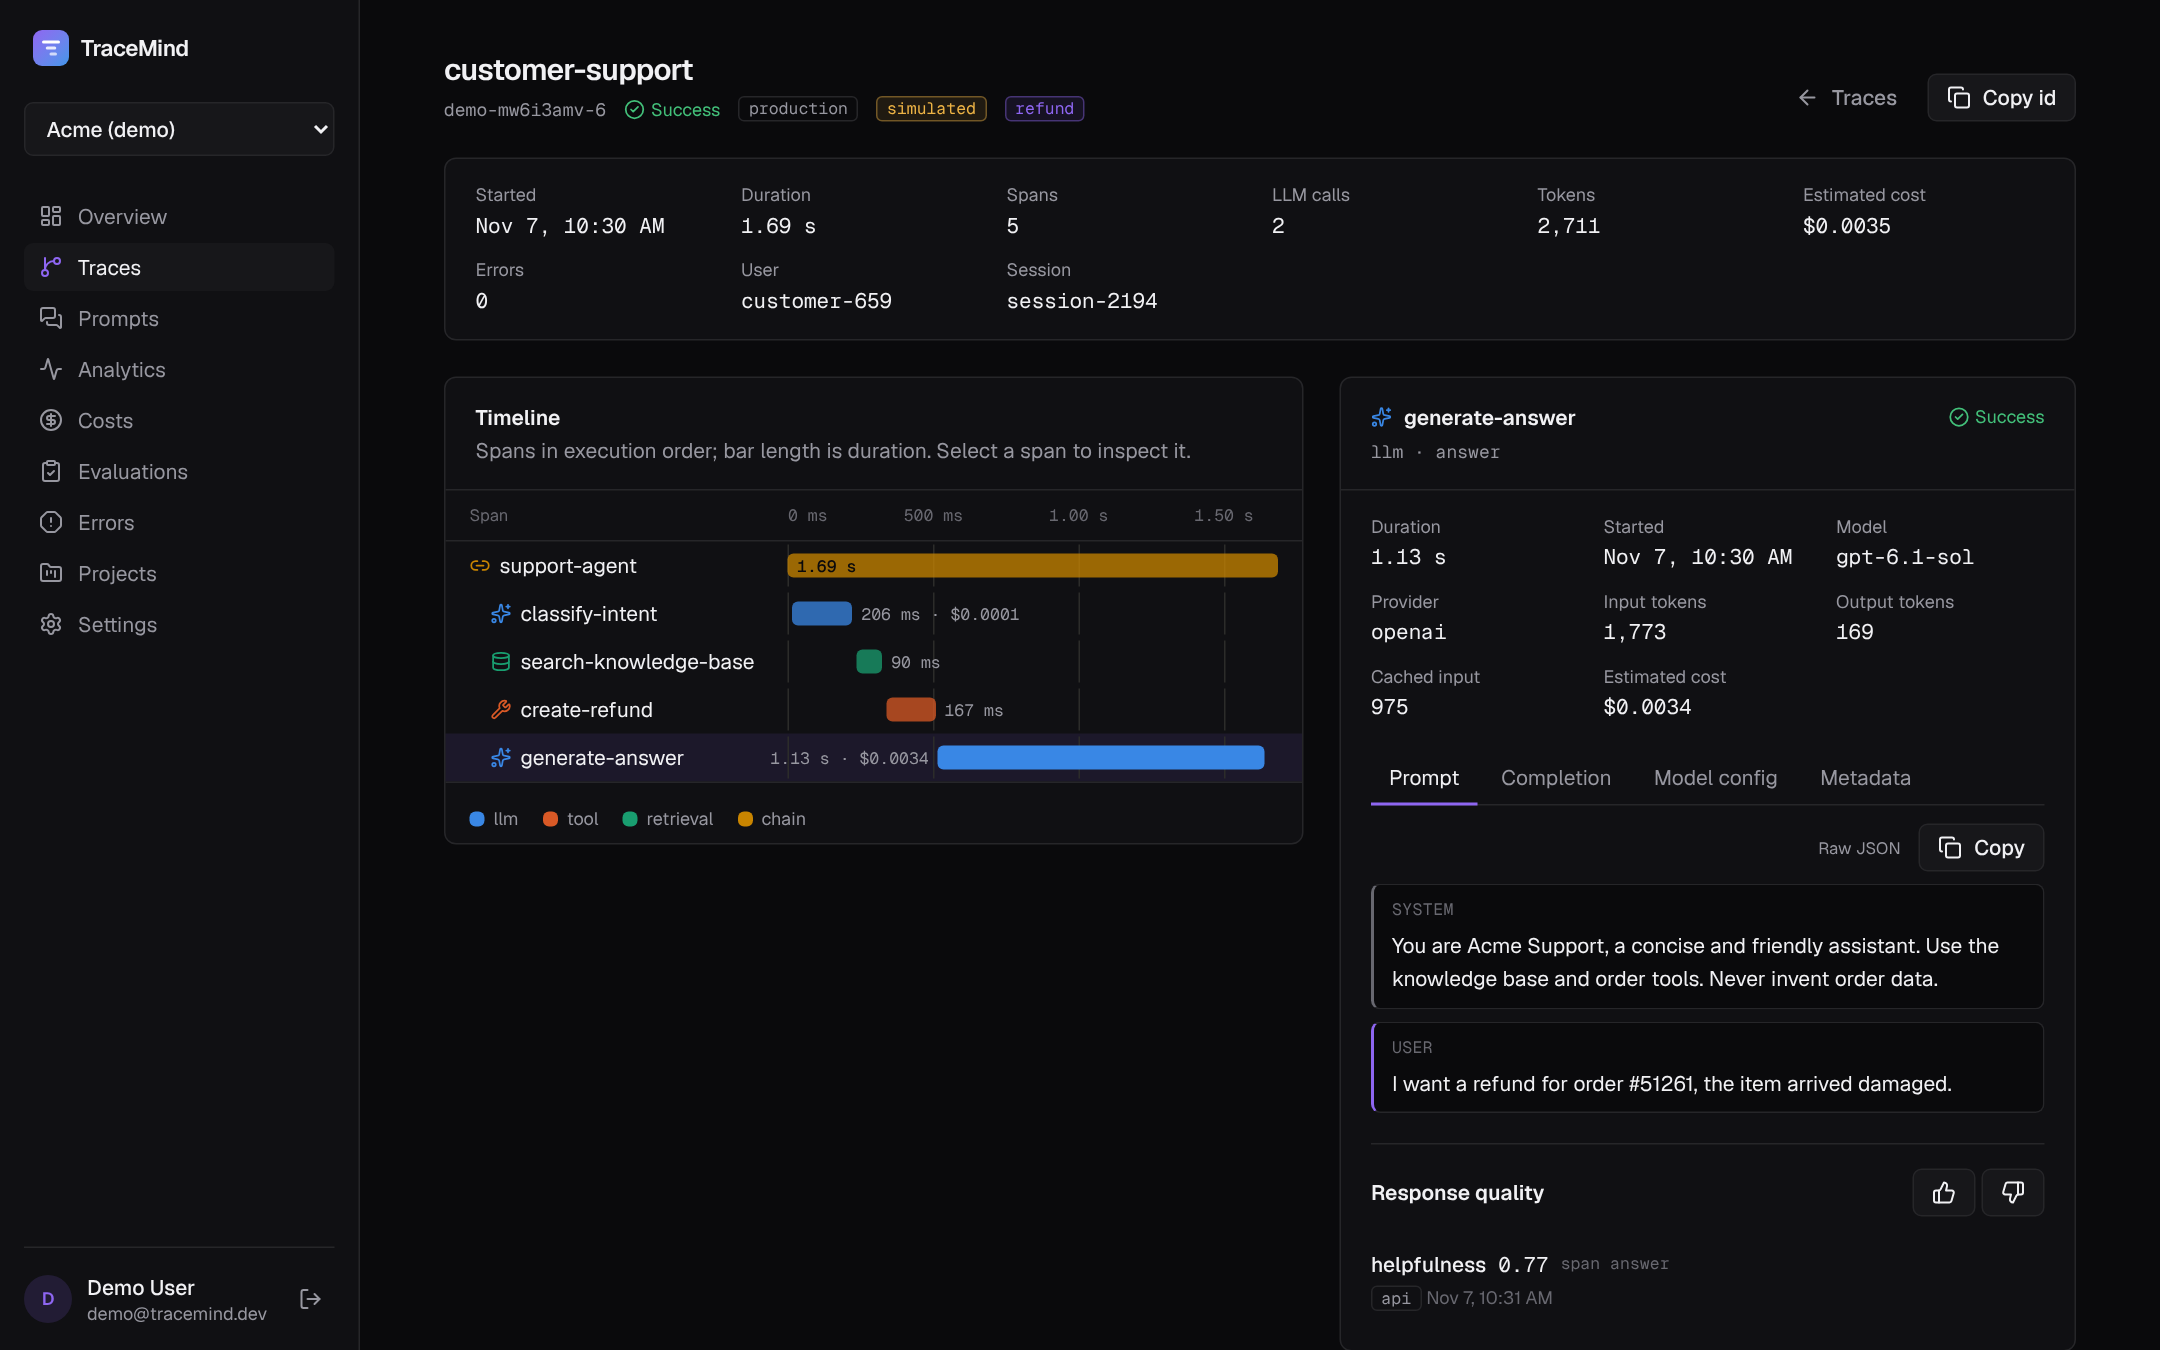 TraceMind
Acme (demo)
Overview
Traces
Prompts
Analytics
Costs
Evaluations
Errors
Projects
Settings
D
Demo User
demo@tracemind.dev
customer-support
demo-mw6i3amv-6 Success production simulated refund
Traces
Copy id
Started Duration Spans LLM calls Tokens Estimated cost
Nov 7, 10:30 AM 1.69 s 5 2 2,711 $0.0035
Errors User Session
0 customer-659 session-2194
Timeline
Spans in execution order; bar length is duration. Select a span to inspect it.
Span 0 ms 500 ms 1.00 s 1.50 s
support-agent 1.69 s
classify-intent 206 ms · $0.0001
search-knowledge-base 90 ms
create-refund 167 ms
generate-answer 1.13 s · $0.0034
llm tool retrieval chain
generate-answer Success
llm · answer
Duration Started Model
1.13 s Nov 7, 10:30 AM gpt-6.1-sol
Provider Input tokens Output tokens
openai 1,773 169
Cached input Estimated cost
975 $0.0034
Prompt Completion Model config Metadata
Raw JSON Copy
SYSTEM
You are Acme Support, a concise and friendly assistant. Use the
knowledge base and order tools. Never invent order data.
USER
I want a refund for order #51261, the item arrived damaged.
Response quality
helpfulness 0.77 span answer
api Nov 7, 10:31 AM